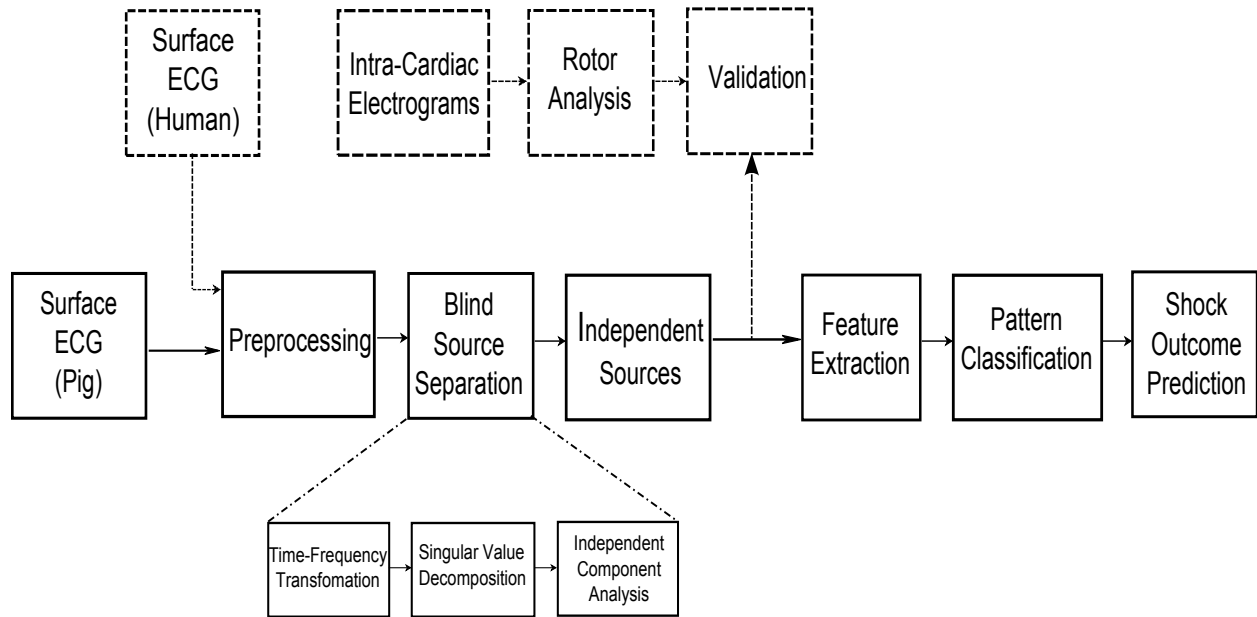 Surface
ECG
(Human)
Intra-Cardiac
Electrograms
Rotor
Analysis
Validation
Surface
ECG
(Pig)
Preprocessing
Blind
Source
Separation
Independent
Sources
Feature
Extraction
Pattern
Classification
Shock
Outcome
Prediction
Time-Frequency
Transfomation
Singular Value
Decomposition
Independent
Component
Analysis